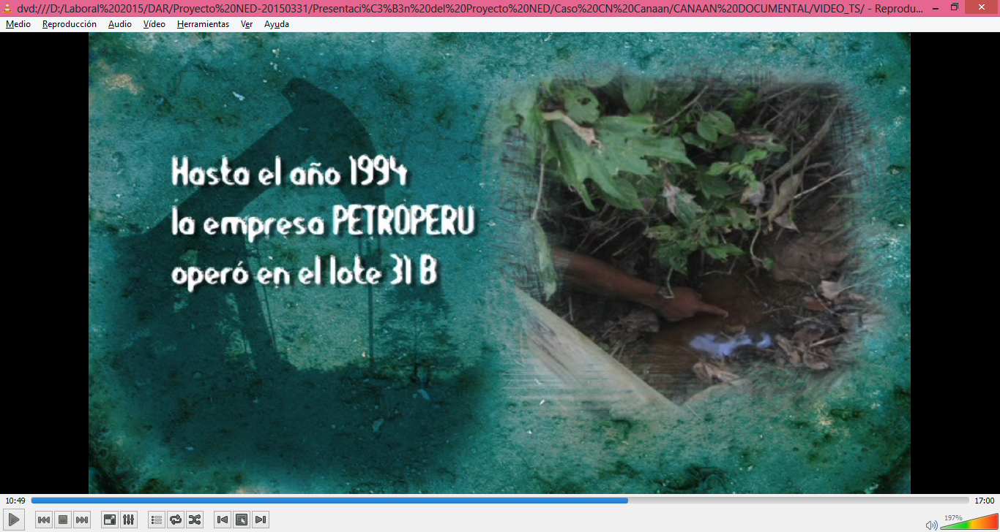 dvd:///D:/Laboral%202015/DAR/Proyecto%20NED-20150331/Presentaci%C3%B3n%20del%20Proyecto%20NED/Caso%20CN%20Canaan/CANAAN%20DOCUMENTAL/VIDEO_TS/ - Reprodu...
Medio Reproducción Audio Vídeo Herramientas Ver Ayuda
Hasta el año 1994
la empresa PETROPERU
operó en el lote 31 B
10:49 17:00
197%